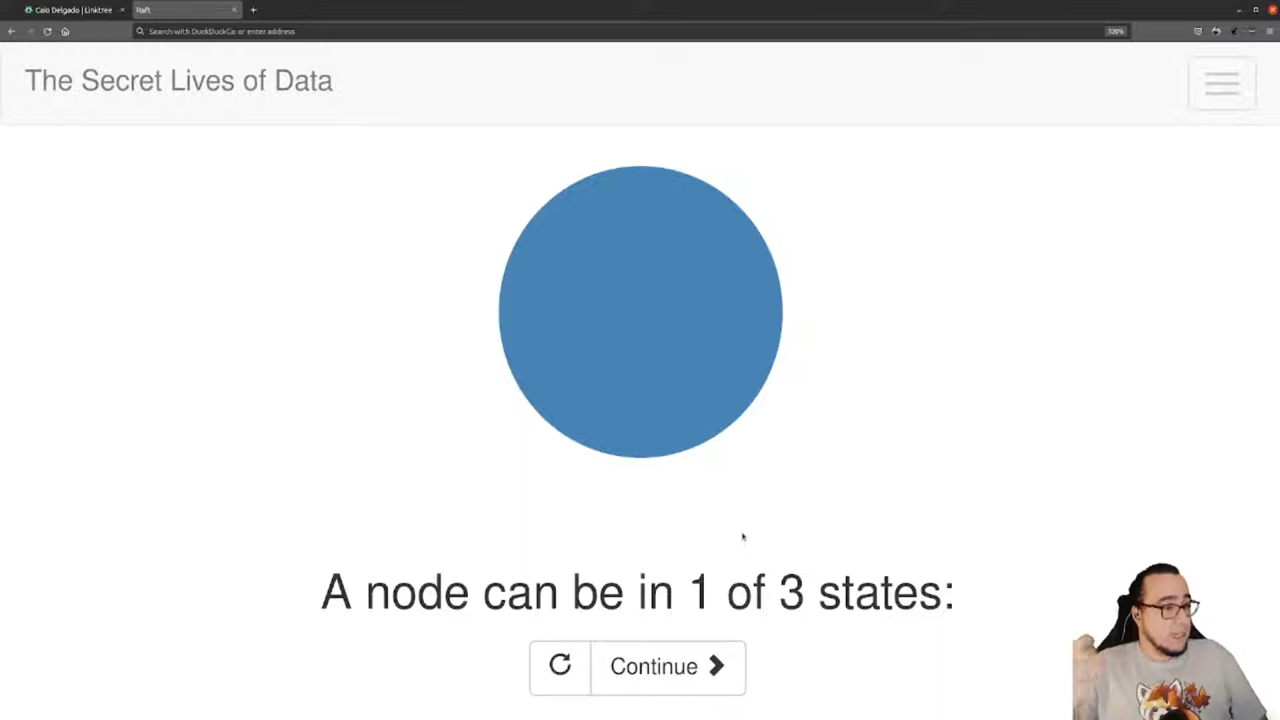 Caio Delgado | Linktree
Raft
Search with DuckDuckGo or enter address
320%
The Secret Lives of Data
A node can be in 1 of 3 states:
Continue